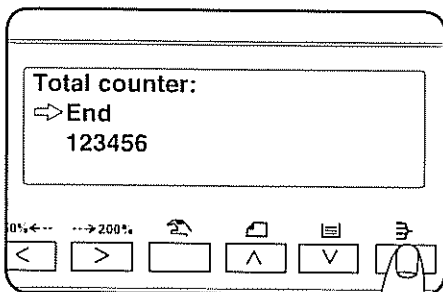 Total counter:
⇨End
123456
0%←-- --→200%
< > ∧ ∨